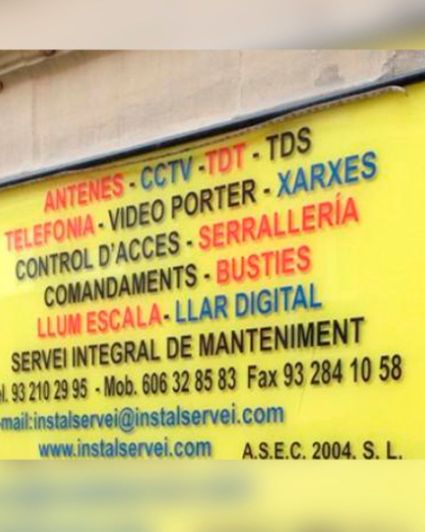 ANTENES - CCTV - TDT - TDS
TELEFONIA - VIDEO PORTER - XARXES
CONTROL D'ACCES - SERRALLERÍA
COMANDAMENTS - BUSTIES
LLUM ESCALA - LLAR DIGITAL
SERVEI INTEGRAL DE MANTENIMENT
el. 93 210 29 95 - Mob. 606 32 85 83 Fax 93 284 10 58
-mail:instalservei@instalservei.com
www.instalservei.com A.S.E.C. 2004, S. L.